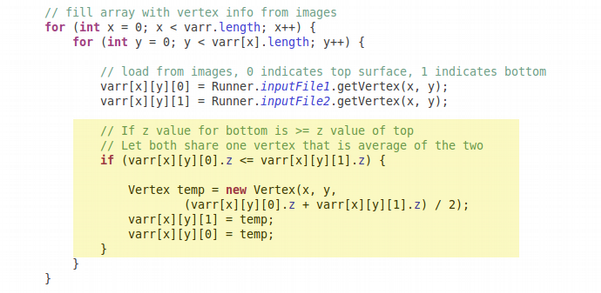 // fill array with vertex info from images
for (int x = 0; x < varr.length; x++) {
for (int y = 0; y < varr[x].length; y++) {
// load from images, 0 indicates top surface, 1 indicates bottom
varr[x][y][0] = Runner.inputFile1.getVertex(x, y);
varr[x][y][1] = Runner.inputFile2.getVertex(x, y);
// If z value for bottom is >= z value of top
// Let both share one vertex that is average of the two
if (varr[x][y][0].z <= varr[x][y][1].z) {
Vertex temp = new Vertex(x, y,
(varr[x][y][0].z + varr[x][y][1].z) / 2);
varr[x][y][1] = temp;
varr[x][y][0] = temp;
}
}
}